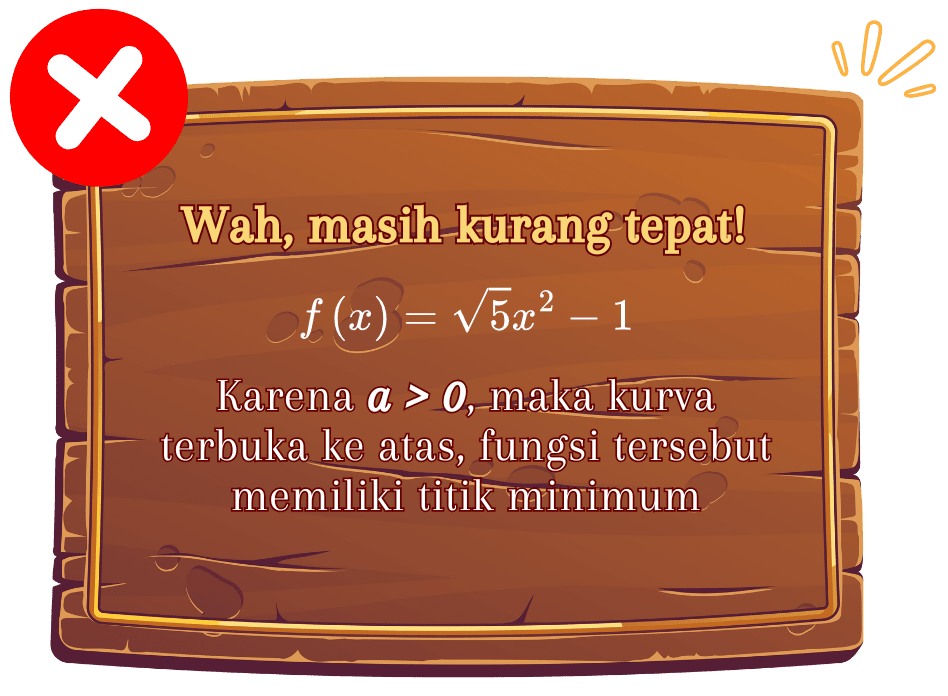 Wah, masih kurang tepat!
f (x) = √5x² − 1
Karena a > 0, maka kurva
terbuka ke atas, fungsi tersebut
memiliki titik minimum